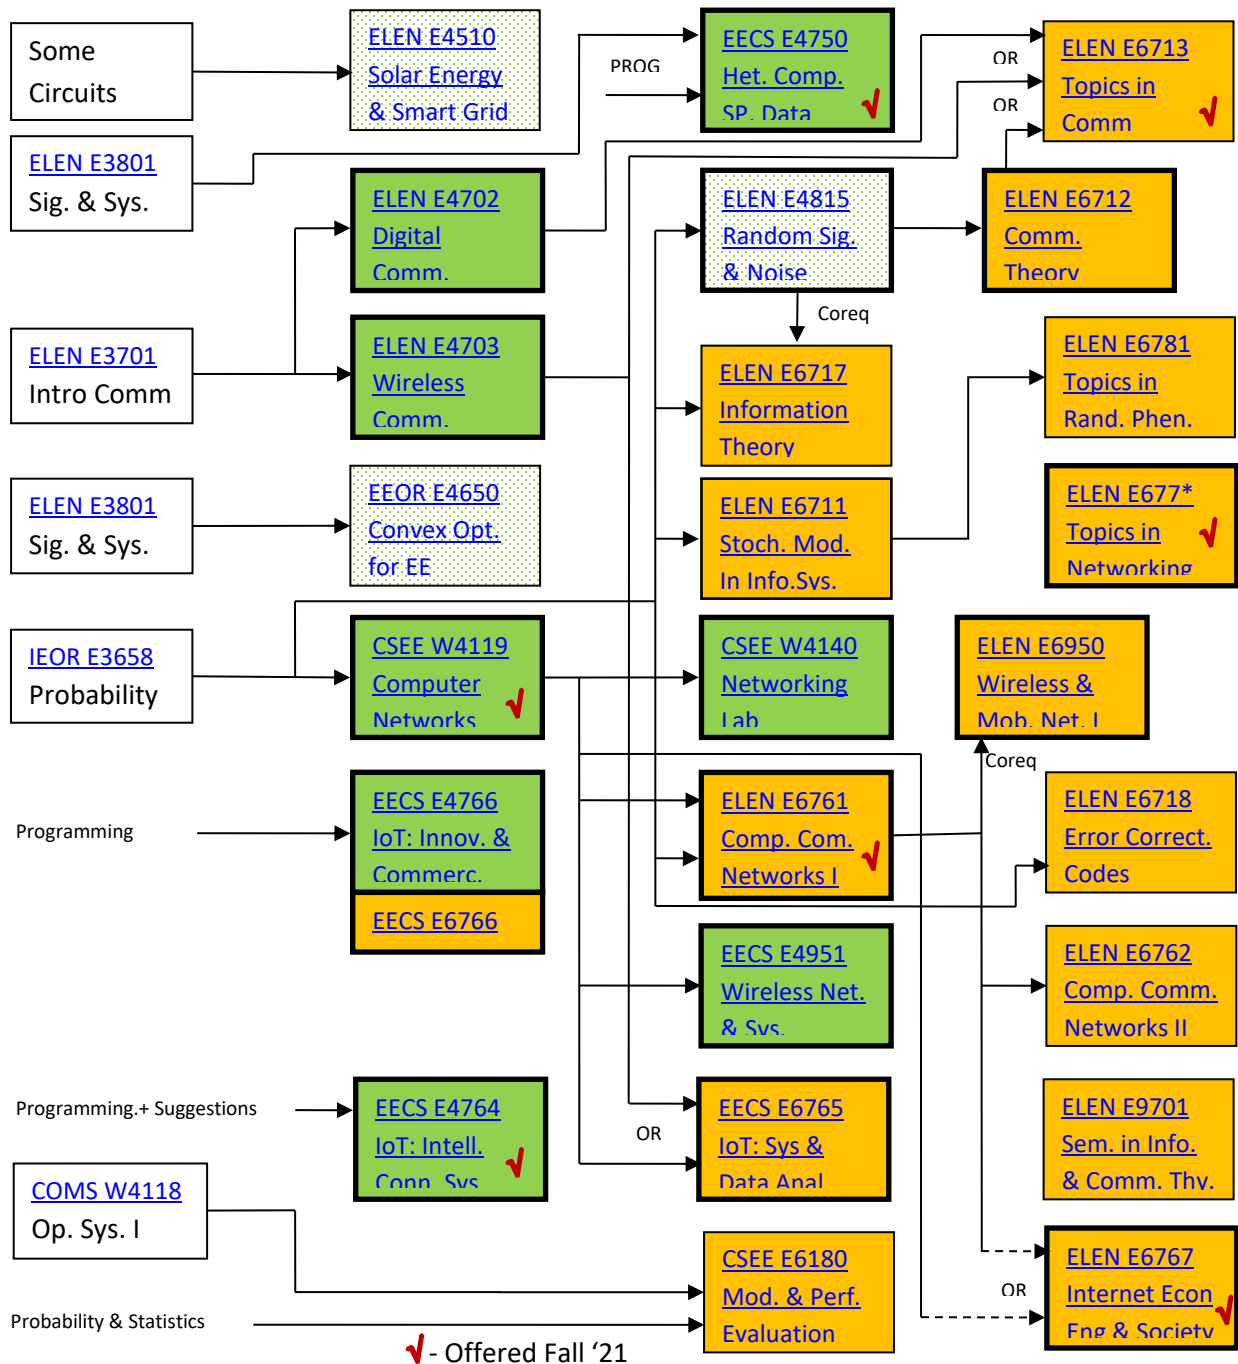 Some
Circuits
ELEN E4510
Solar Energy
& Smart Grid
PROG
EECS E4750
Het. Comp.
SP. Data
OR
OR
ELEN E6713
Topics in
Comm
ELEN E3801
Sig. & Sys.
ELEN E4702
Digital
Comm.
ELEN E4815
Random Sig.
& Noise
ELEN E6712
Comm.
Theory
Coreq
ELEN E3701
Intro Comm
ELEN E4703
Wireless
Comm.
ELEN E6717
Information
Theory
ELEN E6781
Topics in
Rand. Phen.
ELEN E3801
Sig. & Sys.
EEOR E4650
Convex Opt.
for EE
ELEN E6711
Stoch. Mod.
In Info.Sys.
ELEN E677*
Topics in
Networking
IEOR E3658
Probability
CSEE W4119
Computer
Networks
CSEE W4140
Networking
Lab
ELEN E6950
Wireless &
Mob. Net. I
Coreq
Programming
EECS E4766
IoT: Innov. &
Commerc.
EECS E6766
ELEN E6761
Comp. Com.
Networks I
ELEN E6718
Error Correct.
Codes
EECS E4951
Wireless Net.
& Sys.
ELEN E6762
Comp. Comm.
Networks II
Programming.+ Suggestions
EECS E4764
IoT: Intell.
Conn. Sys
OR
EECS E6765
IoT: Sys &
Data Anal
ELEN E9701
Sem. in Info.
& Comm. Thy.
COMS W4118
Op. Sys. I
CSEE E6180
Mod. & Perf.
Evaluation
OR
ELEN E6767
Internet Econ
Eng & Society
Probability & Statistics
√ - Offered Fall ‘21